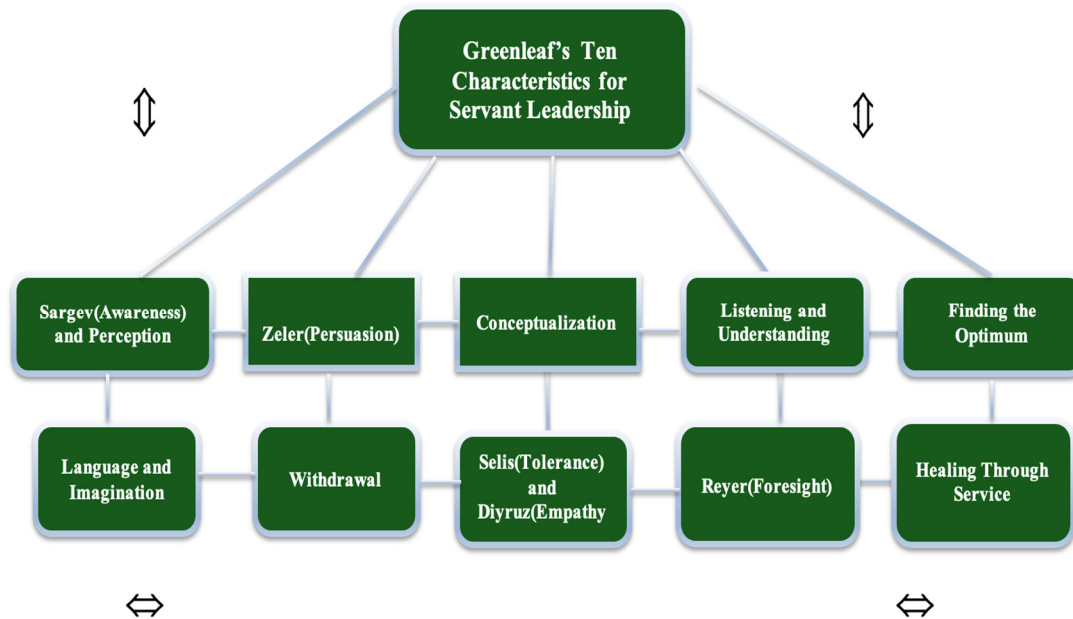 Greenleaf’s Ten
Characteristics for
Servant Leadership
Sargev(Awareness)
and Perception
Zeler(Persuasion)
Conceptualization
Listening and
Understanding
Finding the
Optimum
Language and
Imagination
Withdrawal
Selis(Tolerance)
and
Diyruz(Empathy
Reyer(Foresight)
Healing Through
Service